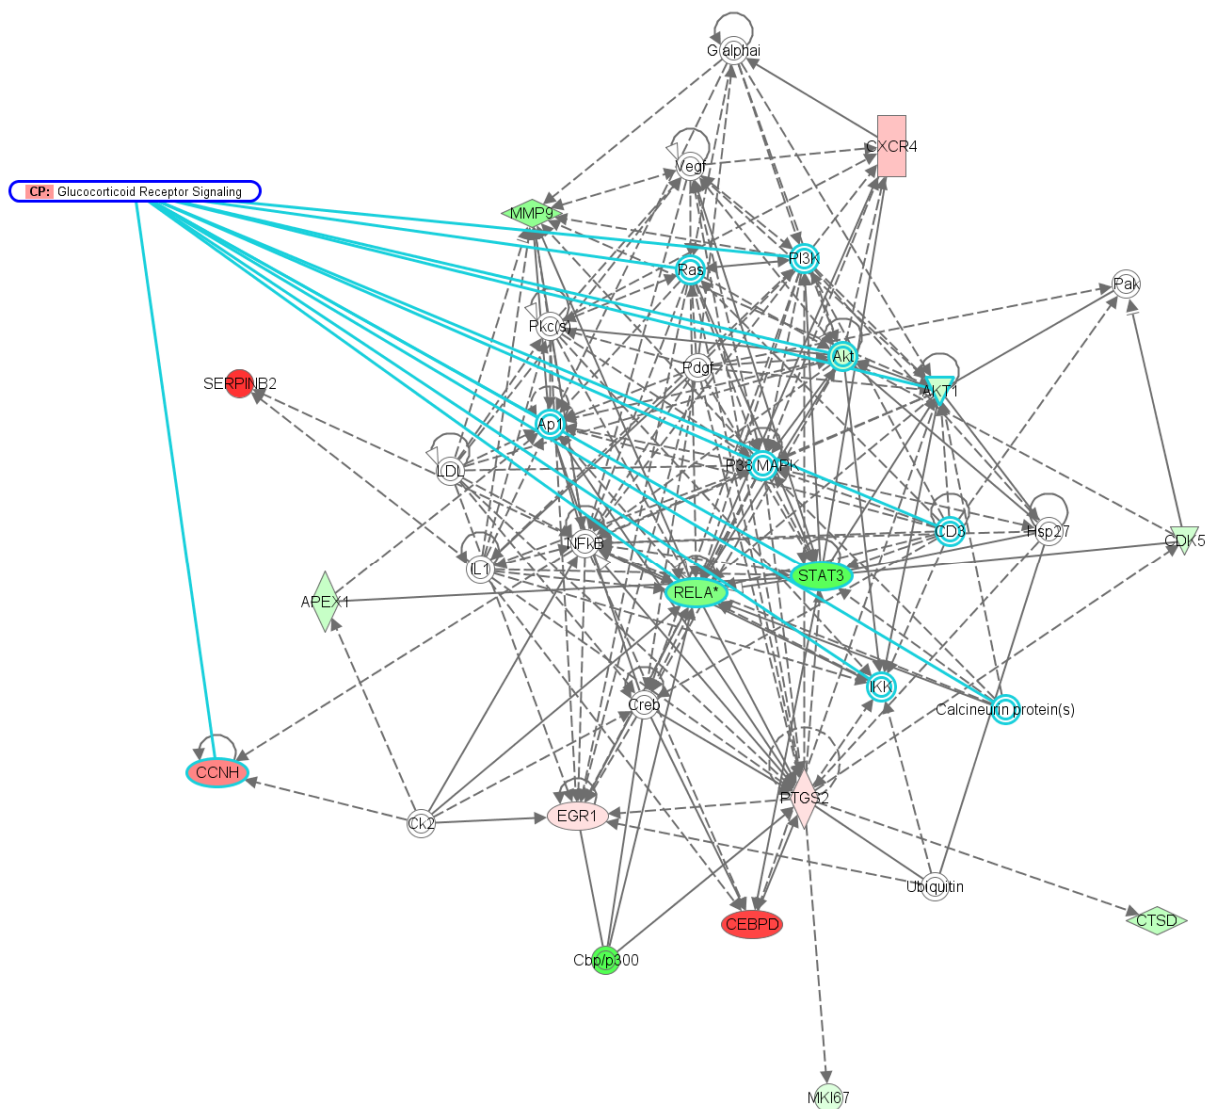 G alphai
CXCR4
Vegf
CP: Glucocorticoid Receptor Signaling
MMP9
PI3K
Ras
Pak
Pkc(s)
Akt
Pdgf
SERPINB2
AKT1
Ap1
P38 MAPK
LDL
CD3
Hsp27
CDK5
NFkB
IL1
STAT3
RELA*
APEX1
IKK
Creb
Calcineurin protein(s)
CCNH
PTGS2
EGR1
Ck2
Ubiquitin
CEBPD
CTSD
Cbp/p300
MKI67